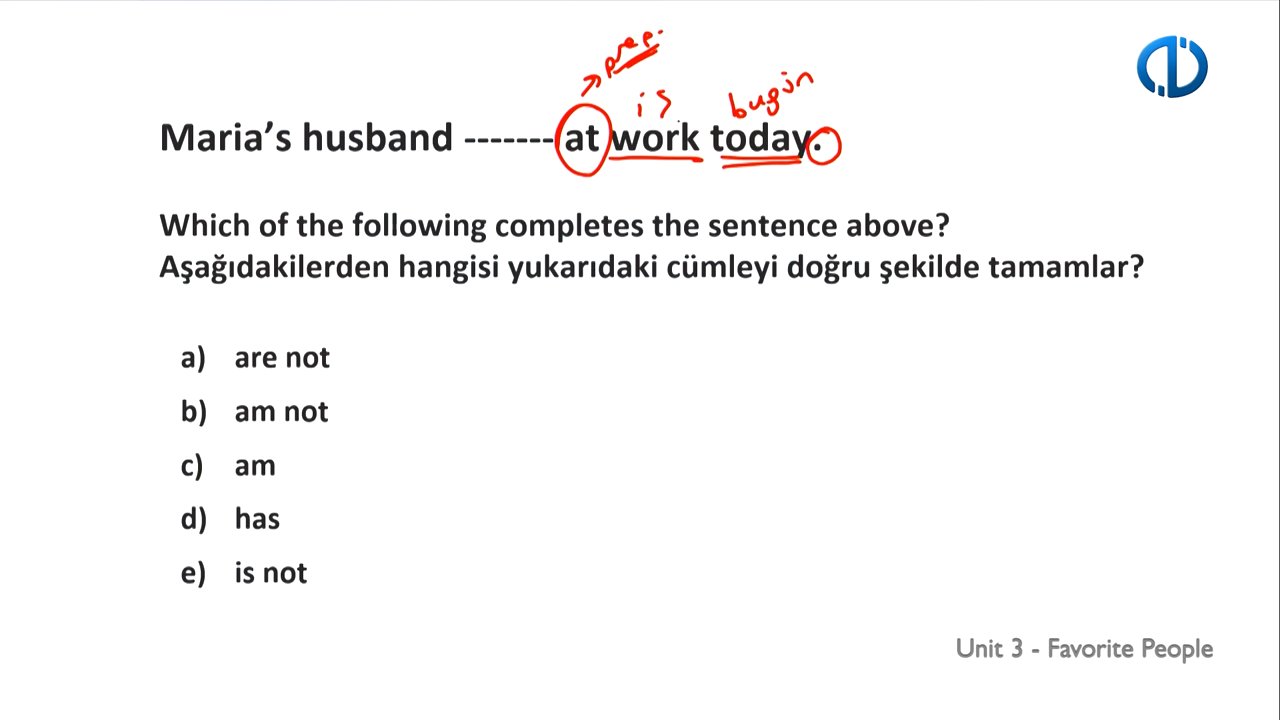 prep.
is bugün
Maria's husband ------- at work today.
Which of the following completes the sentence above?
Aşağıdakilerden hangisi yukarıdaki cümleyi doğru şekilde tamamlar?
a) are not
b) am not
c) am
d) has
e) is not
Unit 3 - Favorite People